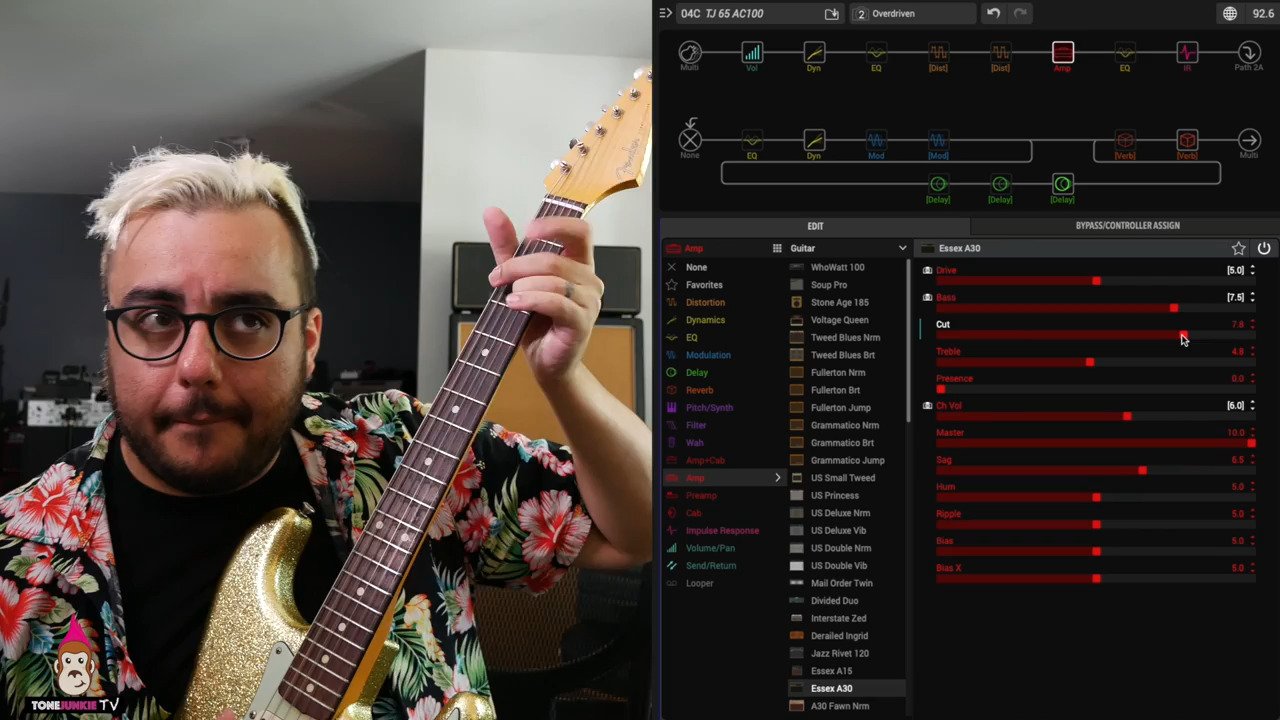 04C TJ 65 AC100
2 Overdriven
92.6
Multi
Vol
Dyn
EQ
[Dist]
[Dist]
Amp
EQ
IR
Path 2A
None
EQ
Dyn
Mod
[Mod]
[Verb]
[Verb]
Multi
[Delay]
[Delay]
[Delay]
EDIT
BYPASS/CONTROLLER ASSIGN
Amp
Guitar
Essex A30
None
Favorites
Distortion
Dynamics
EQ
Modulation
Delay
Reverb
Pitch/Synth
Filter
Wah
Amp+Cab
Amp
Preamp
Cab
Impulse Response
Volume/Pan
Send/Return
Looper
WhoWatt 100
Soup Pro
Stone Age 185
Voltage Queen
Tweed Blues Nrm
Tweed Blues Brt
Fullerton Nrm
Fullerton Brt
Fullerton Jump
Grammatico Nrm
Grammatico Brt
Grammatico Jump
US Small Tweed
US Princess
US Deluxe Nrm
US Deluxe Vib
US Double Nrm
US Double Vib
Mail Order Twin
Divided Duo
Interstate Zed
Derailed Ingrid
Jazz Rivet 120
Essex A15
Essex A30
A30 Fawn Nrm
Drive [5.0]
Bass [7.5]
Cut 7.8
Treble 4.8
Presence 0.0
Ch Vol [6.0]
Master 10.0
Sag 6.5
Hum 5.0
Ripple 5.0
Bias 5.0
Bias X 5.0
Fender
TONEJUNKIE TV